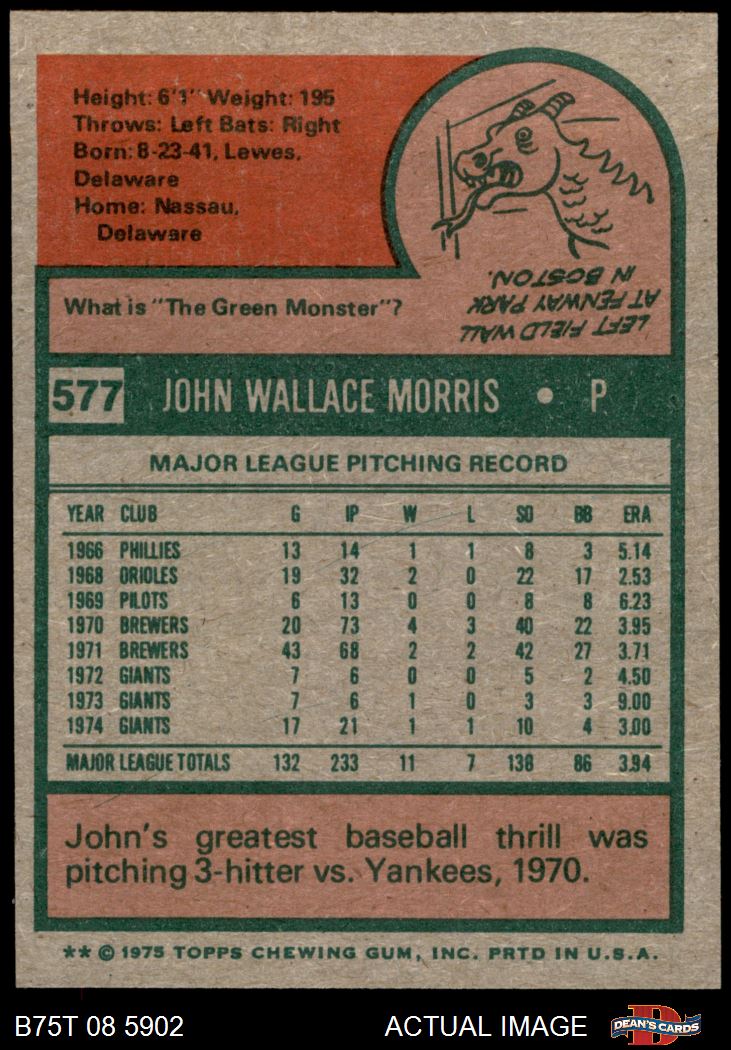 Height: 6'1" Weight: 195
Throws: Left Bats: Right
Born: 8-23-41, Lewes,
Delaware
Home: Nassau,
Delaware
What is "The Green Monster"?
LEFT FIELD WALL
AT FENWAY PARK
IN BOSTON.
577 JOHN WALLACE MORRIS • P
MAJOR LEAGUE PITCHING RECORD
YEAR CLUB G IP W L SO BB ERA
1966 PHILLIES 13 14 1 1 8 3 5.14
1968 ORIOLES 19 32 2 0 22 17 2.53
1969 PILOTS 6 13 0 0 8 8 6.23
1970 BREWERS 20 73 4 3 40 22 3.95
1971 BREWERS 43 68 2 2 42 27 3.71
1972 GIANTS 7 6 0 0 5 2 4.50
1973 GIANTS 7 6 1 0 3 3 9.00
1974 GIANTS 17 21 1 1 10 4 3.00
MAJOR LEAGUE TOTALS 132 233 11 7 138 86 3.94
John's greatest baseball thrill was
pitching 3-hitter vs. Yankees, 1970.
** © 1975 TOPPS CHEWING GUM, INC. PRTD IN U.S.A.
B75T 08 5902 ACTUAL IMAGE D DEAN'S CARDS